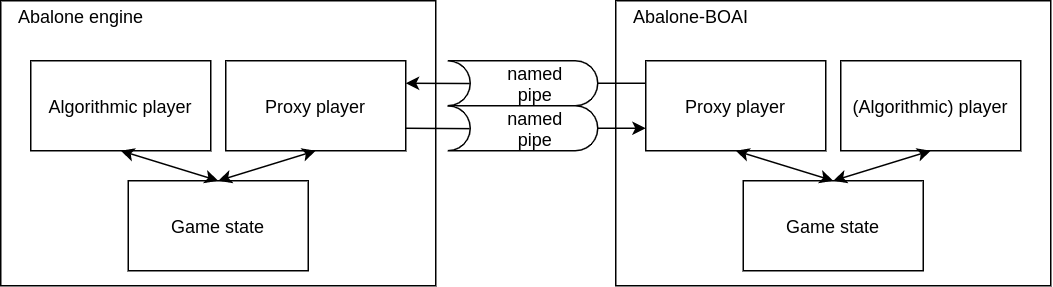 Abalone engine
Algorithmic player
Proxy player
Game state
named
pipe
named
pipe
Abalone-BOAI
Proxy player
(Algorithmic) player
Game state